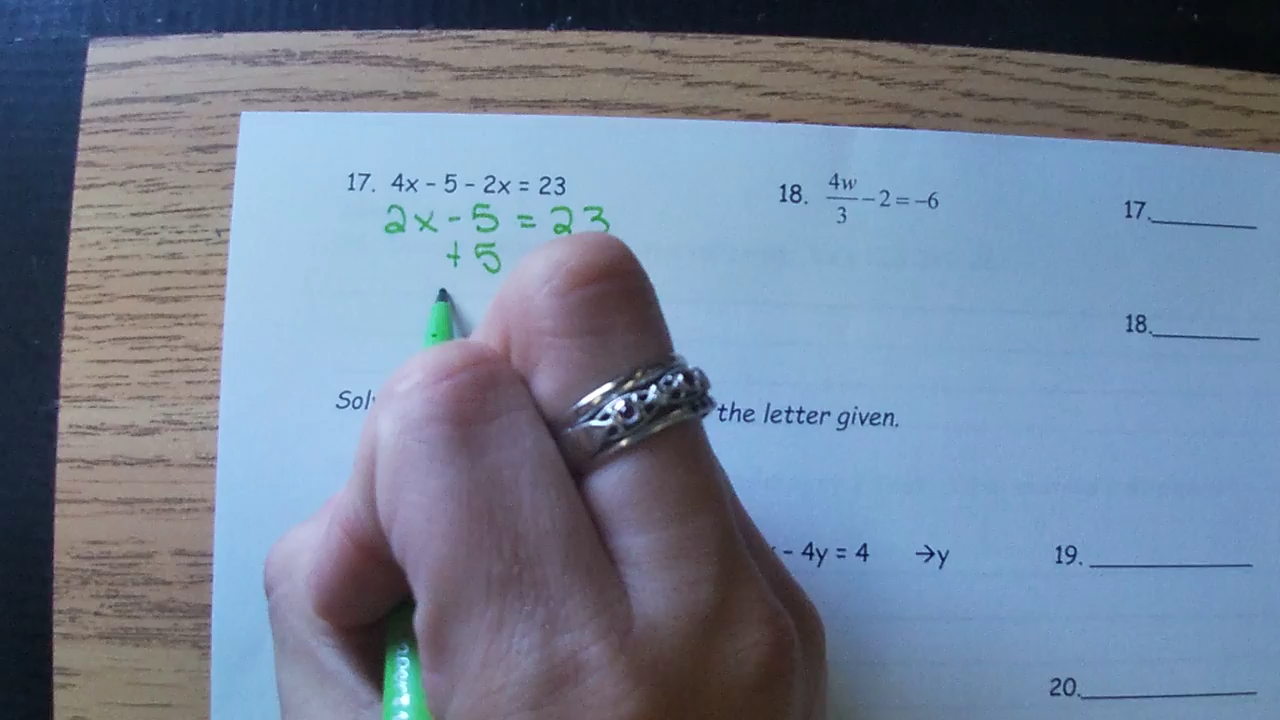 17. 4x - 5 - 2x = 23
2x - 5 = 23
+ 5
18. 4w/3 - 2 = -6
17.
18.
the letter given.
- 4y = 4 →y
19.
20.